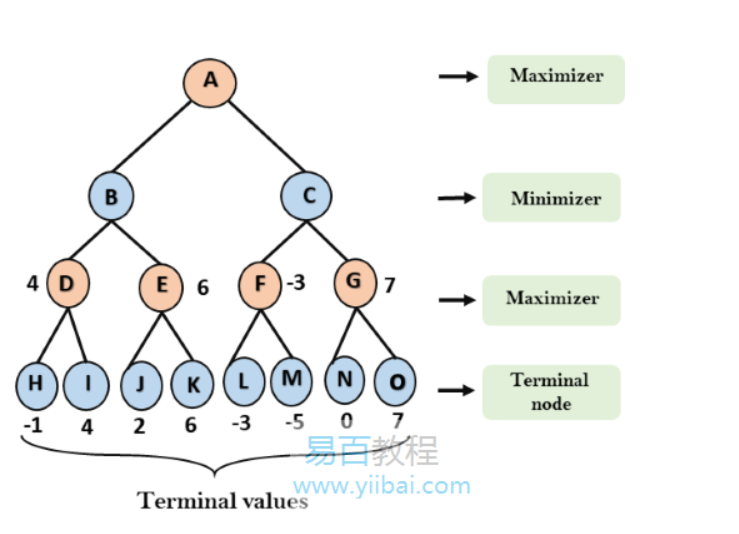 A
Maximizer
B
C
Minimizer
4 D
E 6
F -3
G 7
Maximizer
H I J K L M N O
Terminal
node
-1 4 2 6 -3 -5 0 7
易百教程
www.yiibai.com
Terminal values